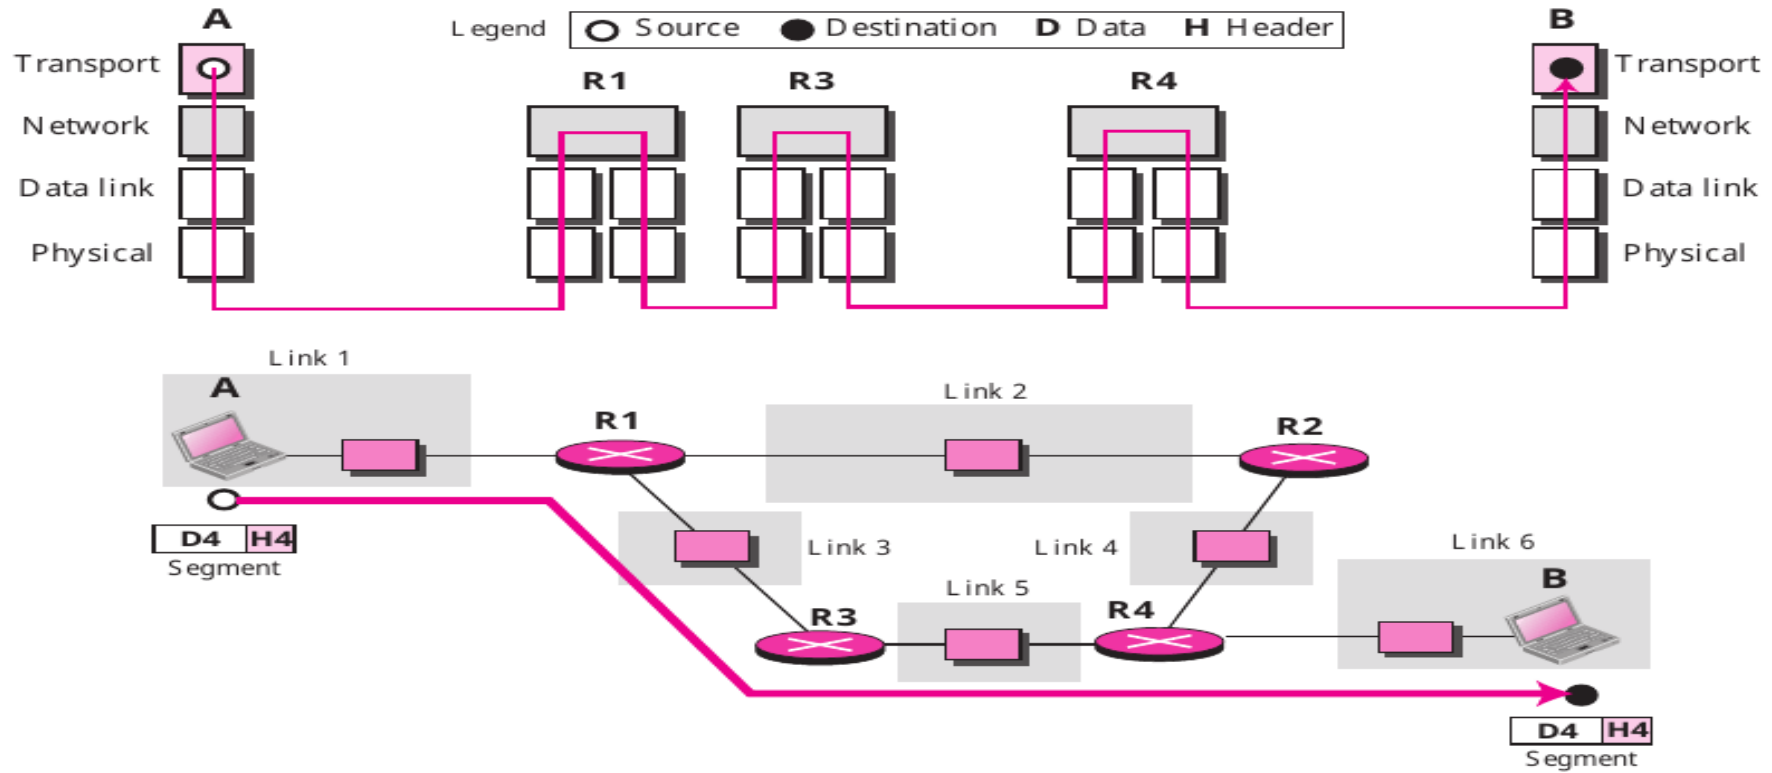 A
Legend
Source
Destination
D Data
H Header
B
Transport
R1
R3
R4
Transport
Network
Network
Data link
Data link
Physical
Physical
Link 1
A
Link 2
R1
R2
Link 3
Link 4
Link 6
D4 H4
Segment
Link 5
B
R3
R4
D4 H4
Segment